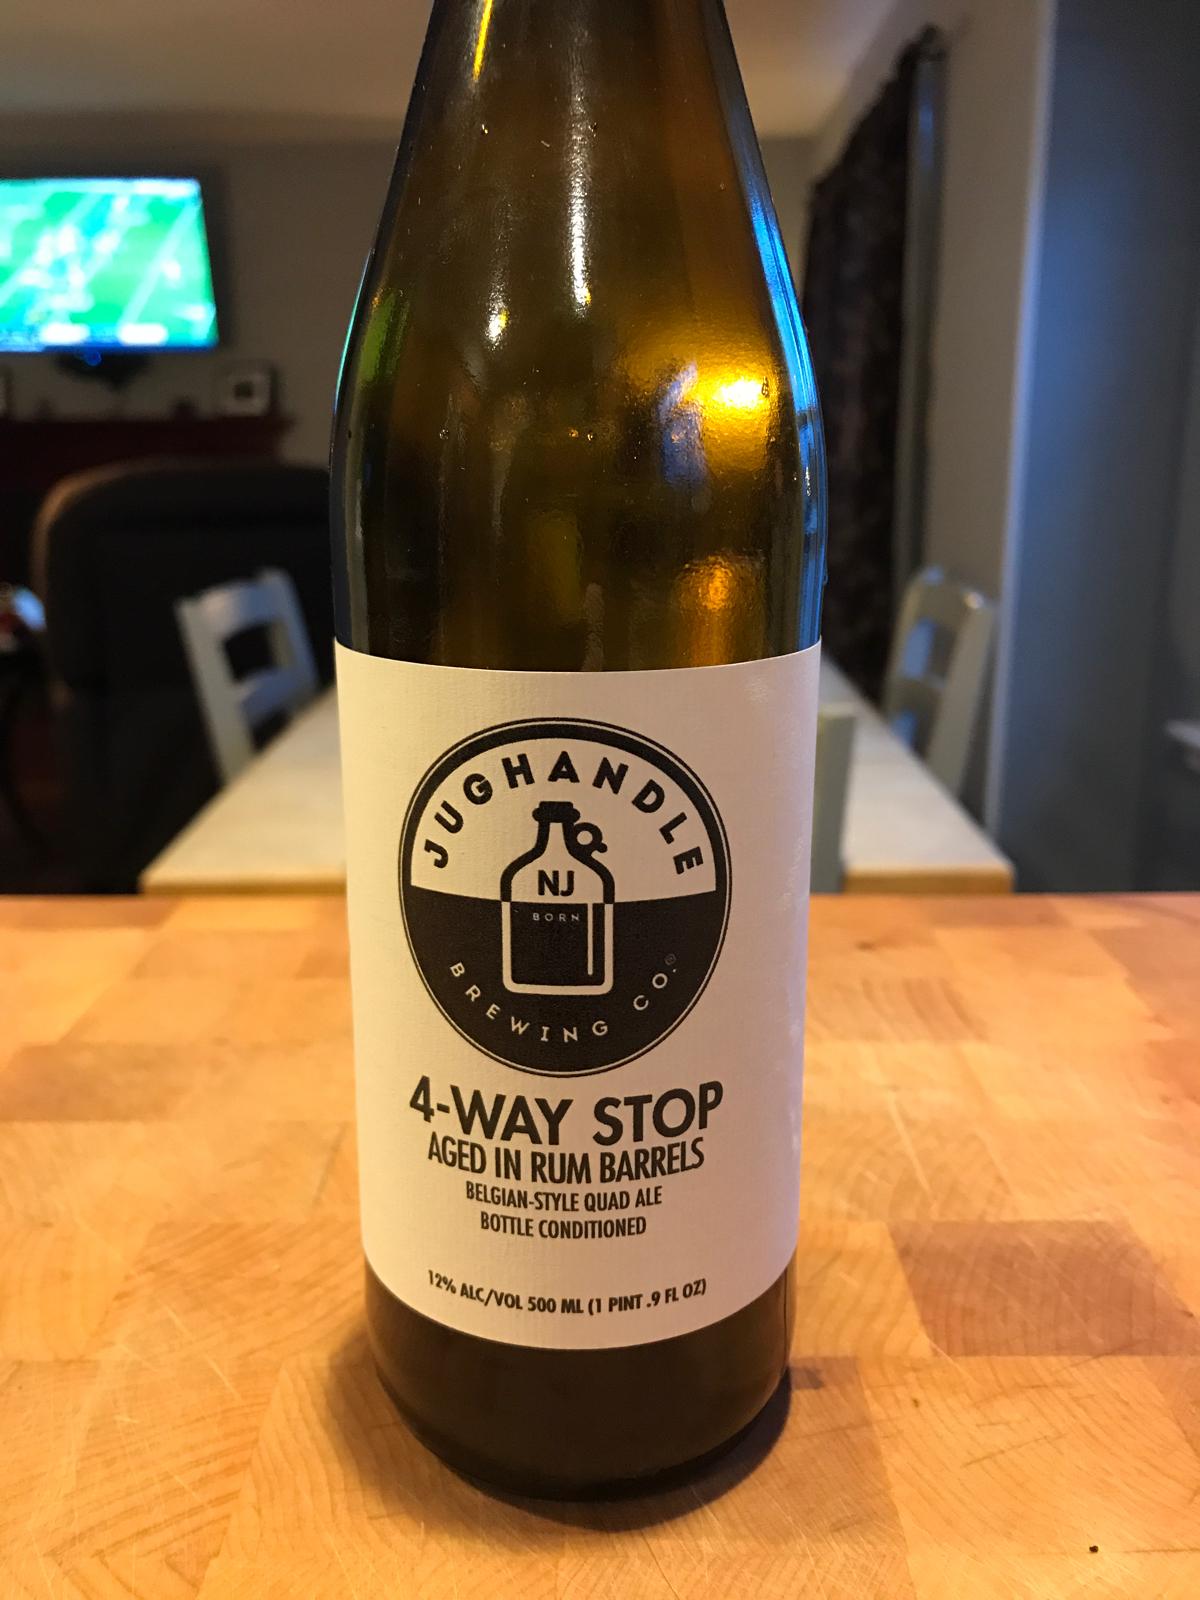 JUGHANDLE
NJ
BORN
BREWING CO.®
4-WAY STOP
AGED IN RUM BARRELS
BELGIAN-STYLE QUAD ALE
BOTTLE CONDITIONED
12% ALC/VOL 500 ML (1 PINT .9 FL OZ)